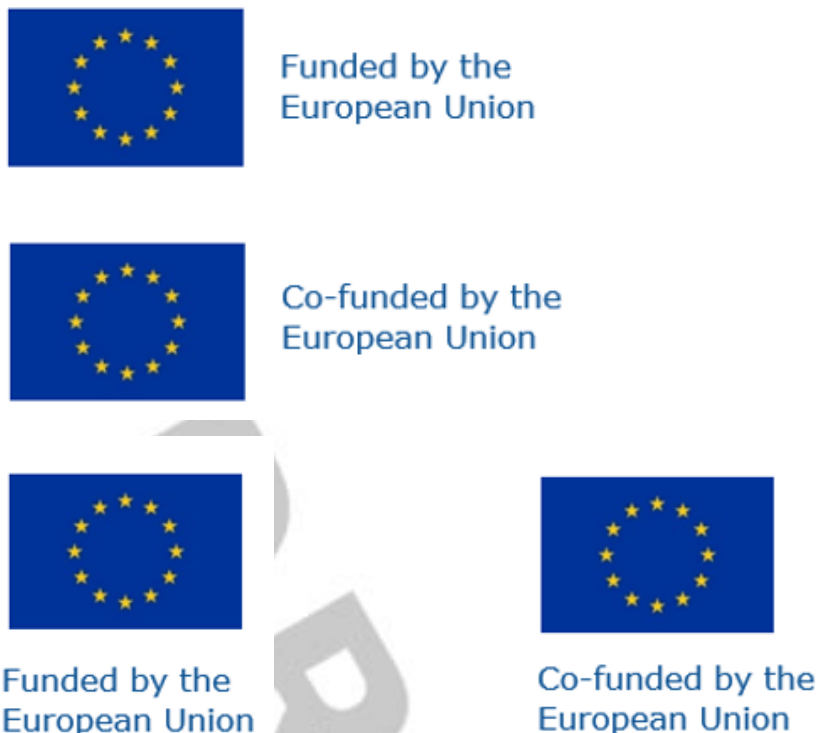 Funded by the
European Union
Co-funded by the
European Union
Funded by the
European Union
Co-funded by the
European Union